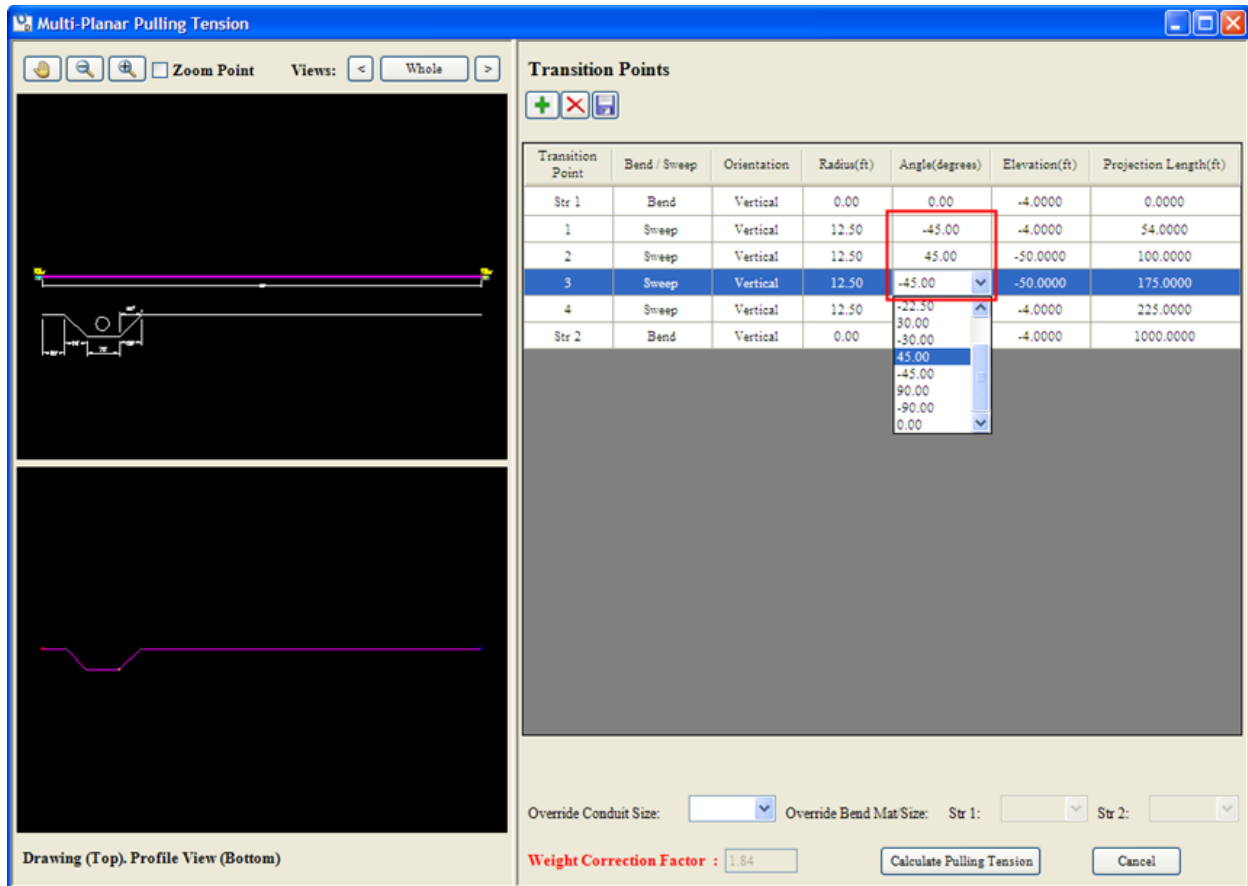 Multi-Planar Pulling Tension
Zoom Point Views: < Whole >
Transition Points
Transition Point Bend / Sweep Orientation Radius(ft) Angle(degrees) Elevation(ft) Projection Length(ft)
Str 1 Bend Vertical 0.00 0.00 -4.0000 0.0000
1 Sweep Vertical 12.50 -45.00 -4.0000 54.0000
2 Sweep Vertical 12.50 45.00 -50.0000 100.0000
3 Sweep Vertical 12.50 -45.00 -50.0000 175.0000
4 Sweep Vertical 12.50 -4.0000 225.0000
Str 2 Bend Vertical 0.00 -4.0000 1000.0000
-22.50
30.00
-30.00
45.00
-45.00
90.00
-90.00
0.00
Override Conduit Size: Override Bend Mat/Size: Str 1: Str 2:
Drawing (Top). Profile View (Bottom)
Weight Correction Factor : 1.84 Calculate Pulling Tension Cancel